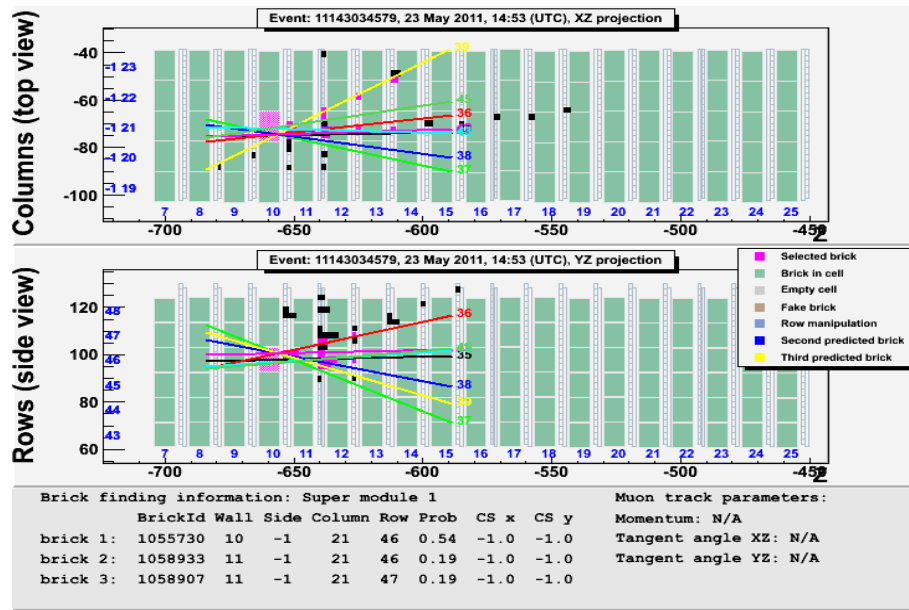 Event: 11143034579, 23 May 2011, 14:53 (UTC), XZ projection
Columns (top view)
-40
-60
-80
-100
-1 23
-1 22
-1 21
-1 20
-1 19
39
45
36
38
37
7 8 9 10 11 12 13 14 15 16 17 18 19 20 21 22 23 24 25
-700 -650 -600 -550 -500 -450
Z
Event: 11143034579, 23 May 2011, 14:53 (UTC), YZ projection
Rows (side view)
120
100
80
60
48
47
46
45
44
43
36
35
38
39
37
7 8 9 10 11 12 13 14 15 16 17 18 19 20 21 22 23 24 25
-700 -650 -600 -550 -500 -450
Z
Selected brick
Brick in cell
Empty cell
Fake brick
Row manipulation
Second predicted brick
Third predicted brick
Brick finding information: Super module 1
BrickId Wall Side Column Row Prob CS x CS y
brick 1: 1055730 10 -1 21 46 0.54 -1.0 -1.0
brick 2: 1058933 11 -1 21 46 0.19 -1.0 -1.0
brick 3: 1058907 11 -1 21 47 0.19 -1.0 -1.0
Muon track parameters:
Momentum: N/A
Tangent angle XZ: N/A
Tangent angle YZ: N/A